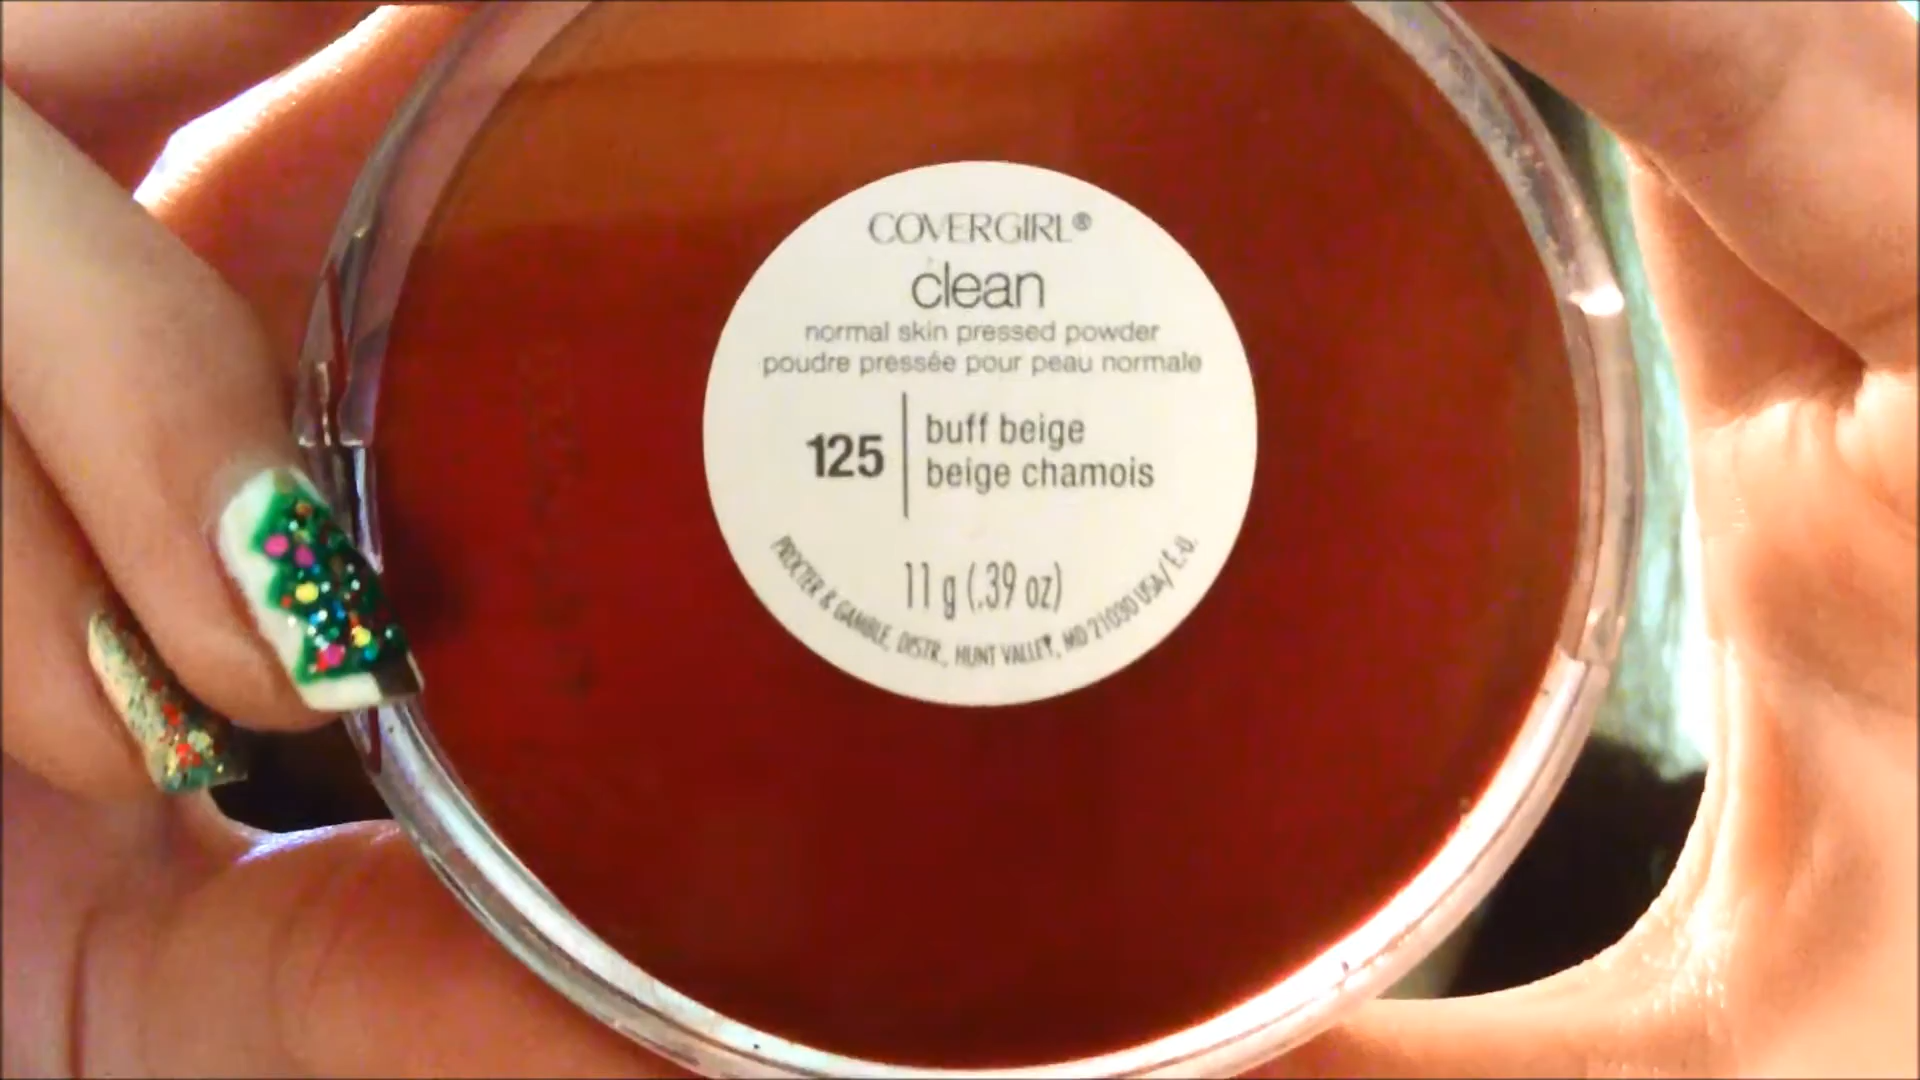 COVERGIRL®
clean
normal skin pressed powder
poudre pressée pour peau normale
125
buff beige
beige chamois
11 g (.39 oz)
PROCTER & GAMBLE, DISTR., HUNT VALLEY, MD 21030 USA/E.-U.